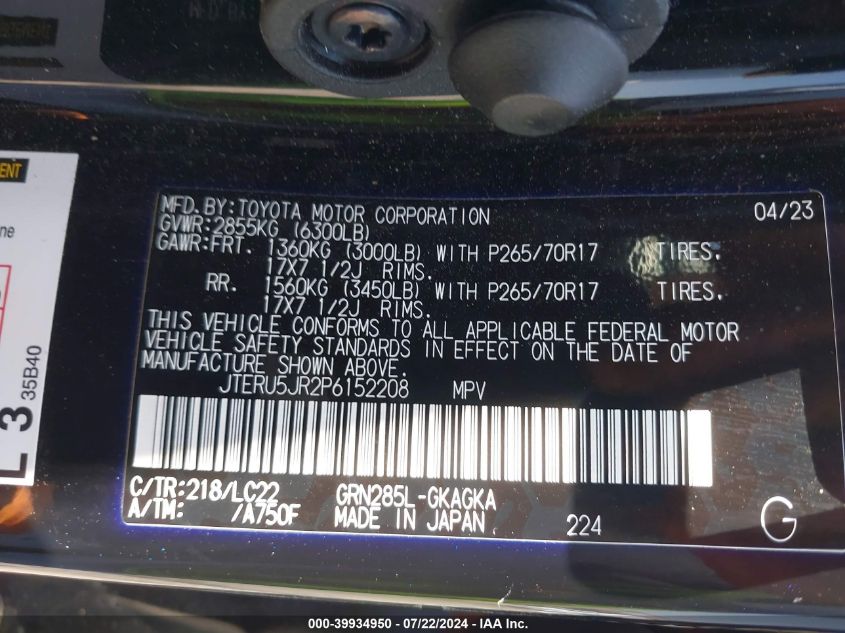 ENT
ne
L 3
35B40
MFD. BY: TOYOTA MOTOR CORPORATION 04/23
GVWR: 2855KG (6300LB)
GAWR: FRT. 1360KG (3000LB) WITH P265/70R17 TIRES.
17X7 1/2J RIMS.
RR. 1560KG (3450LB) WITH P265/70R17 TIRES.
17X7 1/2J RIMS.
THIS VEHICLE CONFORMS TO ALL APPLICABLE FEDERAL MOTOR
VEHICLE SAFETY STANDARDS IN EFFECT ON THE DATE OF
MANUFACTURE SHOWN ABOVE.
JTERU5JR2P6152208 MPV
C/TR: 218/LC22 GRN285L-GKAGKA
A/TM: /A750F MADE IN JAPAN 224 G
000-39934950 - 07/22/2024 - IAA Inc.